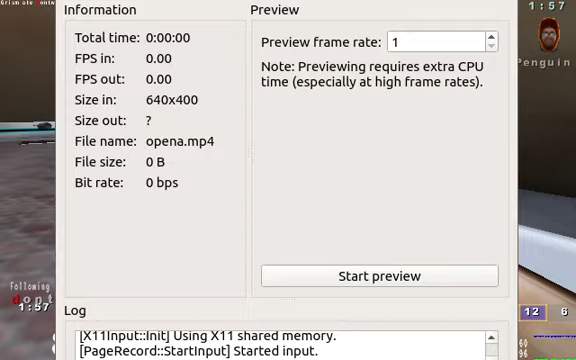 Information
Total time: 0:00:00
FPS in: 0.00
FPS out: 0.00
Size in: 640x400
Size out: ?
File name: opena.mp4
File size: 0 B
Bit rate: 0 bps
Preview
Preview frame rate: 1
Note: Previewing requires extra CPU
time (especially at high frame rates).
Start preview
Log
[X11Input::Init] Using X11 shared memory.
[PageRecord::StartInput] Started input.
1:57
Penguin
Following
dont
1:57
12 6
60
96